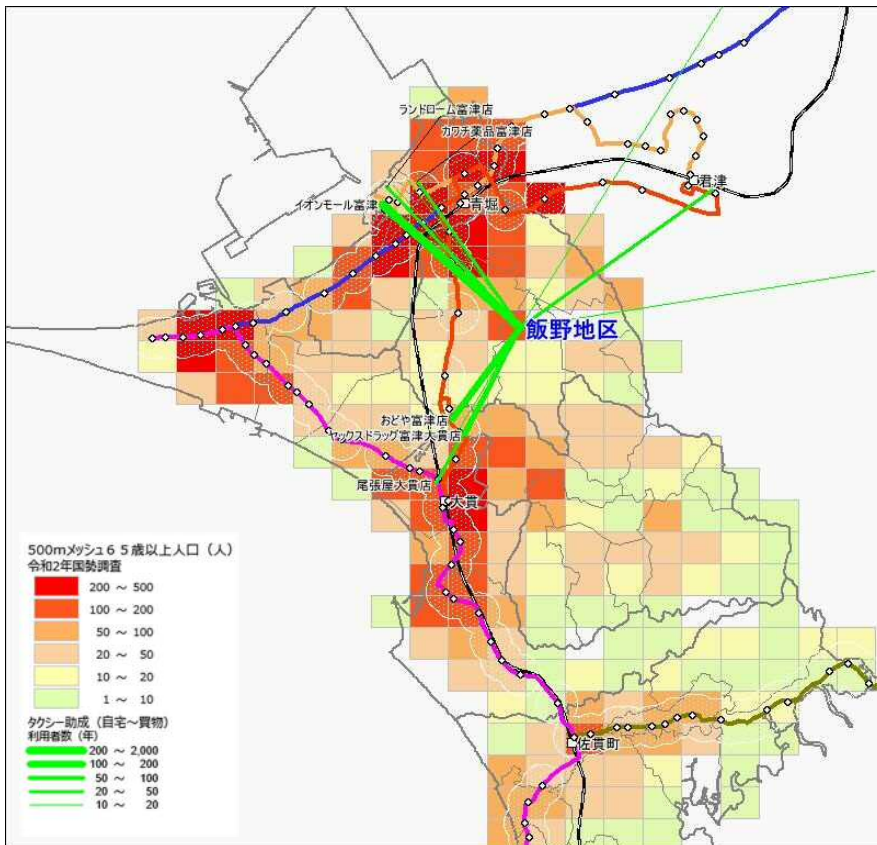 ランドローム富津店
カワチ薬品富津店
君津
イオンモール富津
青堀
飯野地区
おどや富津店
ヤックスドラッグ富津大貫店
尾張屋大貫店
大貫
佐貫町
500mメッシュ65歳以上人口（人）
令和2年国勢調査
200 ～ 500
100 ～ 200
50 ～ 100
20 ～ 50
10 ～ 20
1 ～ 10
タクシー助成（自宅～買物）
利用者数（年）
200 ～ 2,000
100 ～ 200
50 ～ 100
20 ～ 50
10 ～ 20